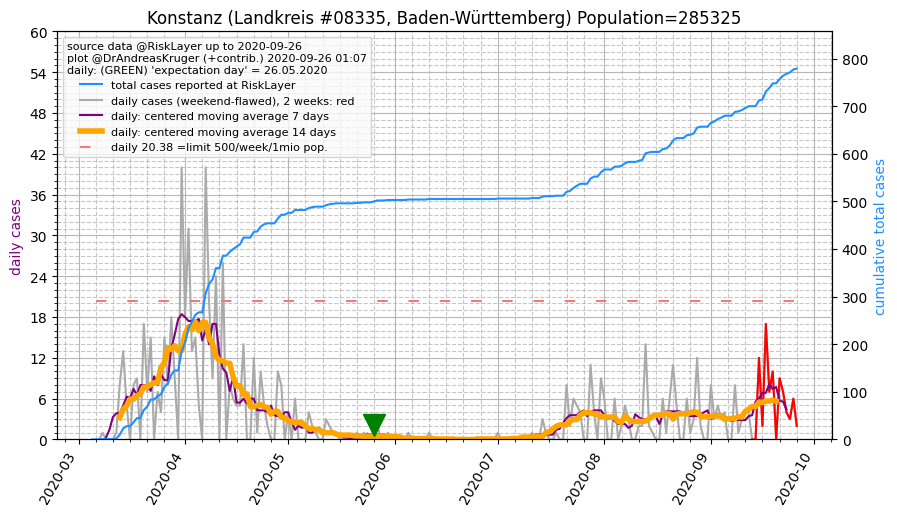 Konstanz (Landkreis #08335, Baden-Württemberg) Population=285325
source data @RiskLayer up to 2020-09-26
plot @DrAndreasKruger (+contrib.) 2020-09-26 01:07
daily: (GREEN) 'expectation day' = 26.05.2020
total cases reported at RiskLayer
daily cases (weekend-flawed), 2 weeks: red
daily: centered moving average 7 days
daily: centered moving average 14 days
daily 20.38 =limit 500/week/1mio pop.
daily cases
60
54
48
42
36
30
24
18
12
6
0
cumulative total cases
800
700
600
500
400
300
200
100
0
2020-03
2020-04
2020-05
2020-06
2020-07
2020-08
2020-09
2020-10